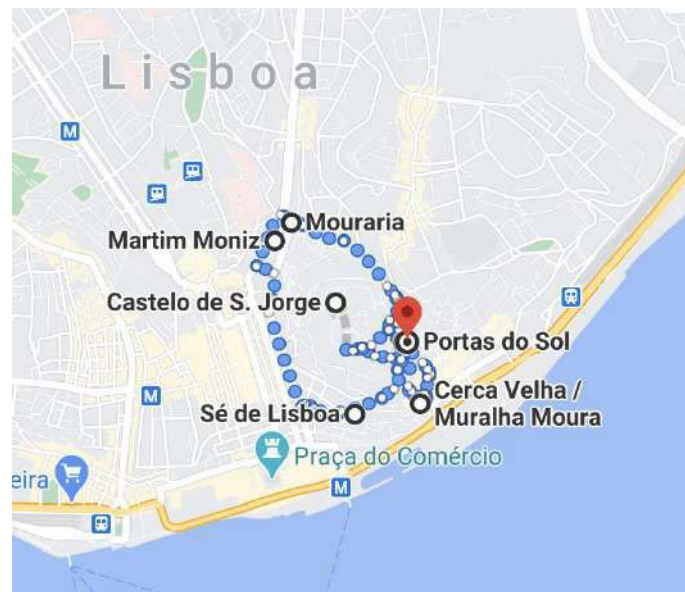 Lisboa
M
Mouraria
Martim Moniz
Castelo de S. Jorge
Portas do Sol
Cerca Velha /
Muralha Moura
M
Sé de Lisboa
Praça do Comércio
eira
M